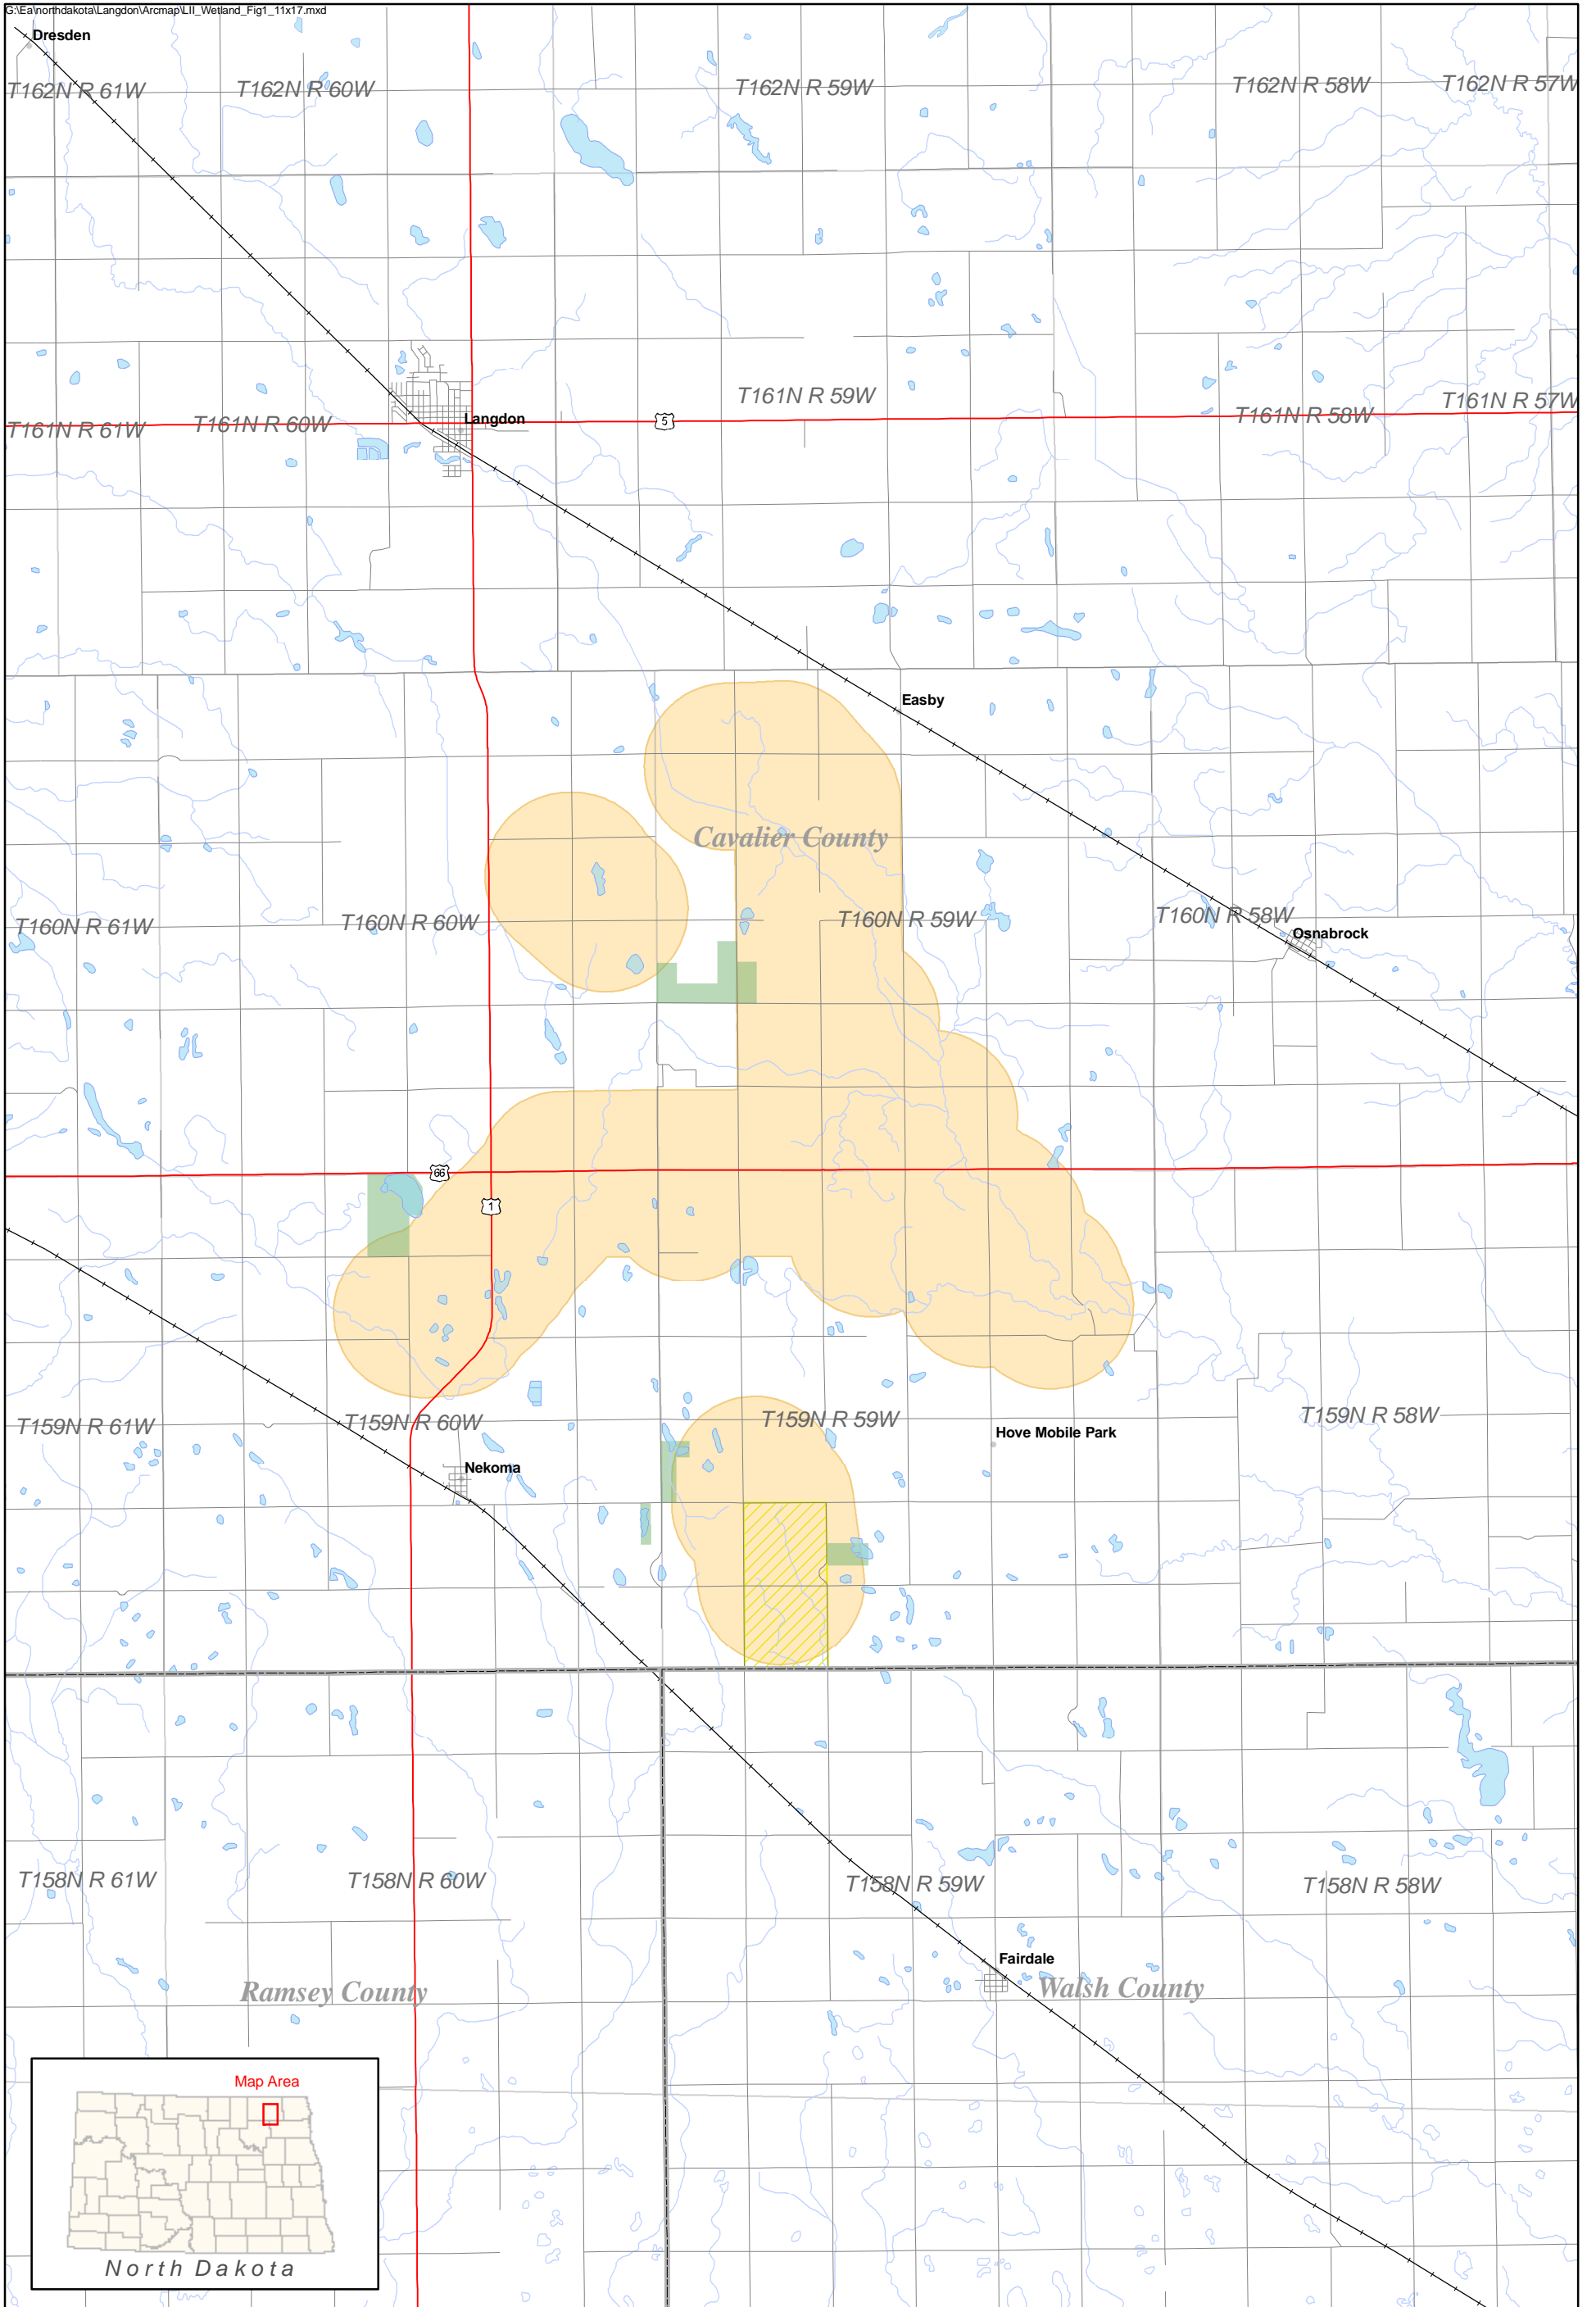 G:\Ea\northdakota\Langdon\Arcmap\LII_Wetland_Fig1_11x17.mxd
Dresden
T162N R 61W
T162N R 60W
T162N R 59W
T162N R 58W
T162N R 57W
T161N R 59W
T161N R 61W
T161N R 60W
Langdon
5
T161N R 58W
T161N R 57W
Easby
Cavalier County
T160N R 61W
T160N R 60W
T160N R 59W
T160N R 58W
Osnabrock
66
1
T159N R 61W
T159N R 60W
T159N R 59W
T159N R 58W
Hove Mobile Park
Nekoma
T158N R 61W
T158N R 60W
T158N R 59W
T158N R 58W
Fairdale
Ramsey County
Walsh County
Map Area
North Dakota